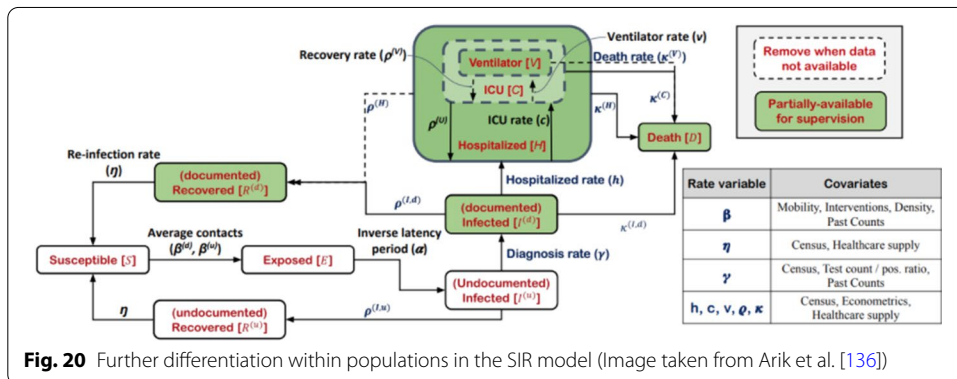 Ventilator rate (v)
Recovery rate (ρ(V))
Death rate (κ(V))
Ventilator [V]
ICU [C]
ρ(H)
ρ(U)
ICU rate (c)
κ(H)
κ(C)
Hospitalized [H]
Death [D]
Remove when data
not available
Partially-available
for supervision
Re-infection rate
(η)
(documented)
Recovered [R(d)]
Hospitalized rate (h)
ρ(I,d)
(documented)
Infected [I(d)]
κ(I,d)
Average contacts
(β(d), β(u))
Inverse latency
period (α)
Diagnosis rate (γ)
Susceptible [S]
Exposed [E]
(Undocumented)
Infected [I(u)]
η
(undocumented)
Recovered [R(u)]
ρ(I,u)
Rate variable Covariates
β Mobility, Interventions, Density,
Past Counts
η Census, Healthcare supply
γ Census, Test count / pos. ratio,
Past Counts
h, c, v, ϱ, κ Census, Econometrics,
Healthcare supply
Fig. 20 Further differentiation within populations in the SIR model (Image taken from Arik et al. [136])